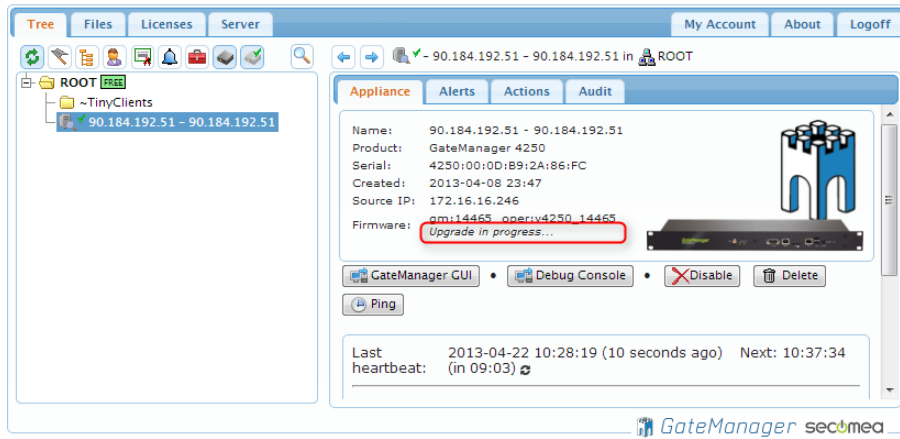 Tree Files Licenses Server My Account About Logoff
90.184.192.51 - 90.184.192.51 in ROOT
ROOT FREE
~TinyClients
90.184.192.51 - 90.184.192.51
Appliance Alerts Actions Audit
Name: 90.184.192.51 - 90.184.192.51
Product: GateManager 4250
Serial: 4250:00:0D:B9:2A:86:FC
Created: 2013-04-08 23:47
Source IP: 172.16.16.246
Firmware: gm:14465 oper:v4250_14465
Upgrade in progress...
GateManager GUI • Debug Console • Disable Delete
Ping
Last heartbeat: 2013-04-22 10:28:19 (10 seconds ago) Next: 10:37:34
(in 09:03)
GateManager secomea